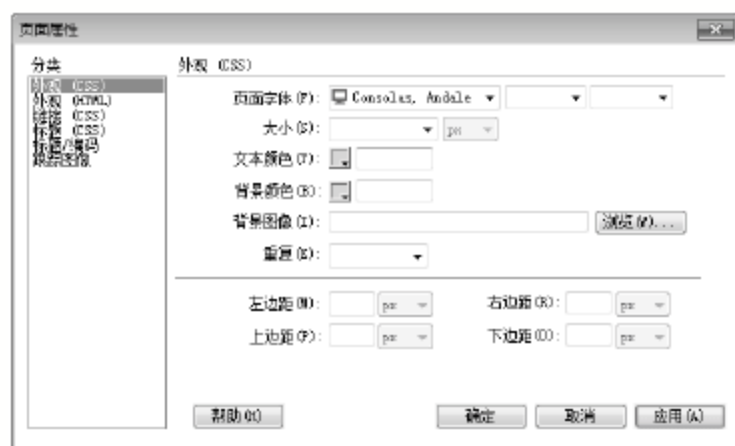 页面属性
分类
外观 (CSS)
外观 (CSS)
外观 (HTML)
链接 (CSS)
标题 (CSS)
标题/编码
跟踪图像
页面字体(F): Consolas, Andale
大小(S): px
文本颜色(T):
背景颜色(B):
背景图像(I): 浏览(W)...
重复(E):
左边距(M): px 右边距(R): px
上边距(P): px 下边距(O): px
帮助(H) 确定 取消 应用(A)